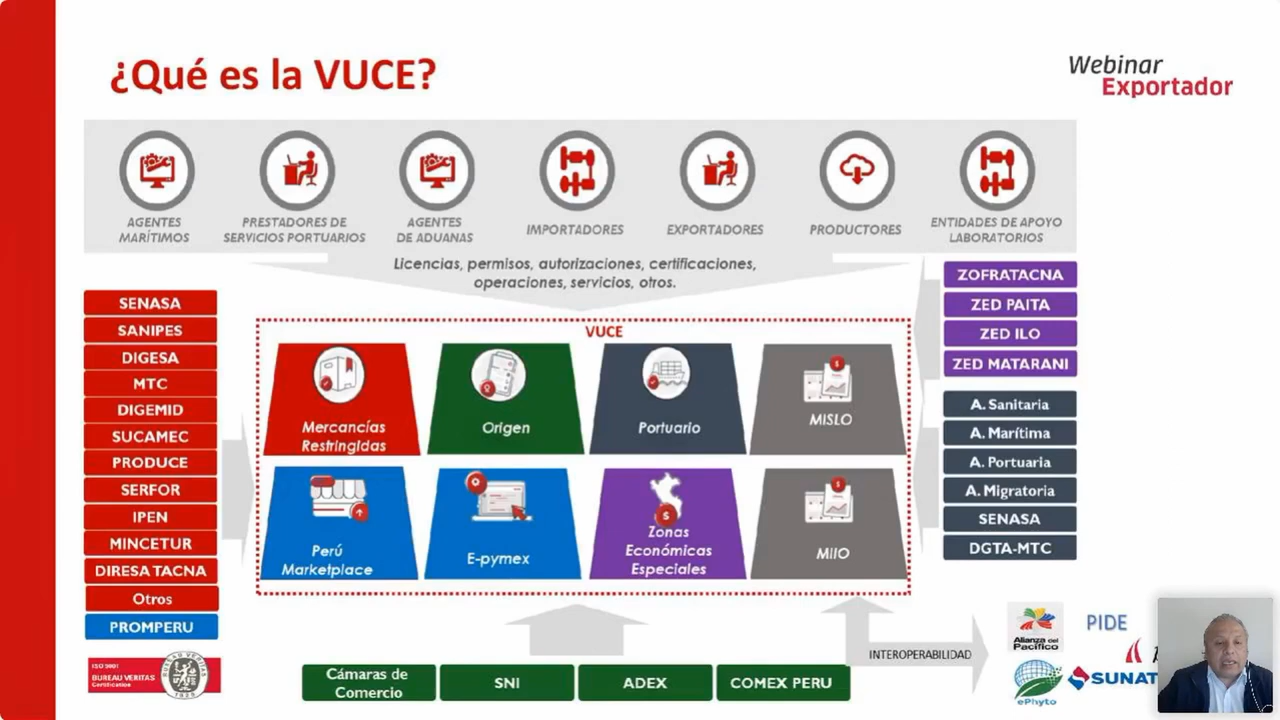 ¿Qué es la VUCE?
Webinar
Exportador
AGENTES
MARÍTIMOS
PRESTADORES DE
SERVICIOS PORTUARIOS
AGENTES
DE ADUANAS
IMPORTADORES
EXPORTADORES
PRODUCTORES
ENTIDADES DE APOYO
LABORATORIOS
Licencias, permisos, autorizaciones, certificaciones,
operaciones, servicios, otros.
SENASA
SANIPES
DIGESA
MTC
DIGEMID
SUCAMEC
PRODUCE
SERFOR
IPEN
MINCETUR
DIRESA TACNA
Otros
PROMPERU
VUCE
Mercancías
Restringidas
Origen
Portuario
MISLO
Perú
Marketplace
E-pymex
Zonas
Económicas
Especiales
MIIO
ZOFRATACNA
ZED PAITA
ZED ILO
ZED MATARANI
A. Sanitaria
A. Marítima
A. Portuaria
A. Migratoria
SENASA
DGTA-MTC
ISO 9001
BUREAU VERITAS
Certification
Cámaras de
Comercio
SNI
ADEX
COMEX PERU
INTEROPERABILIDAD
Alianza del
Pacífico
PIDE
ePhyto
SUNAT